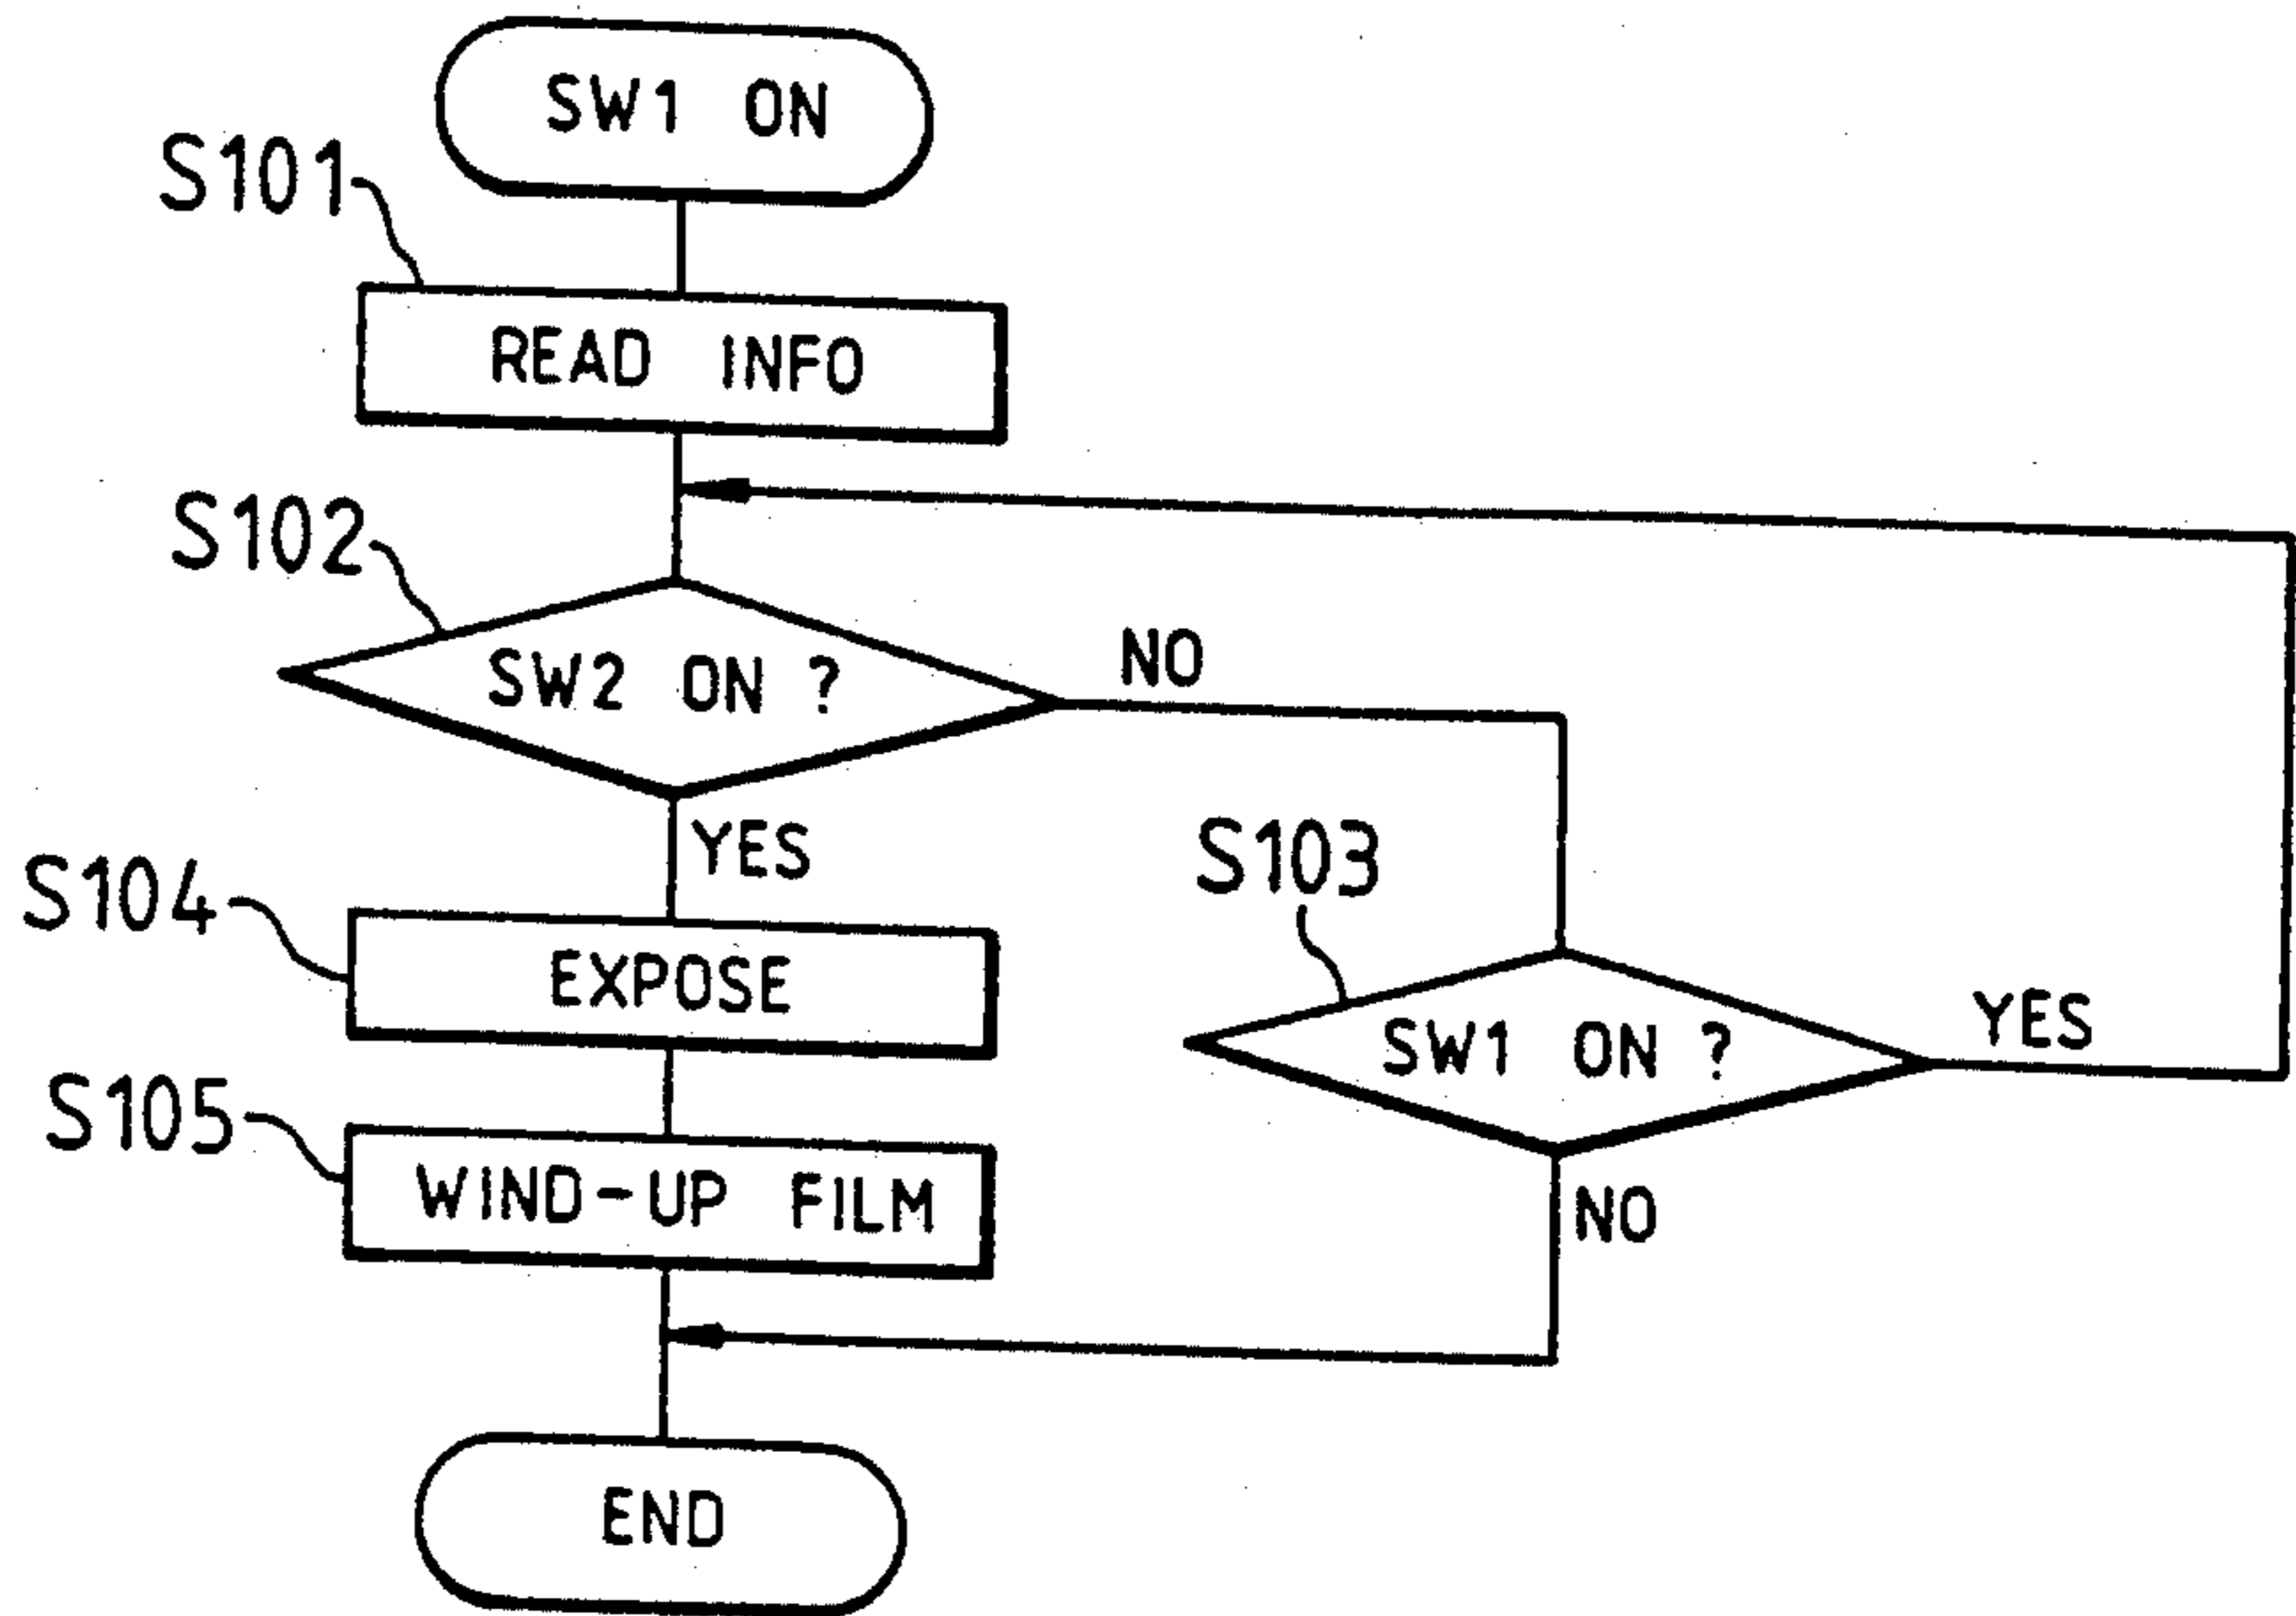 SW1 ON
S101
READ INFO
S102
SW2 ON ?
NO
YES
S103
S104
EXPOSE
SW1 ON ?
YES
S105
WIND-UP FILM
NO
END